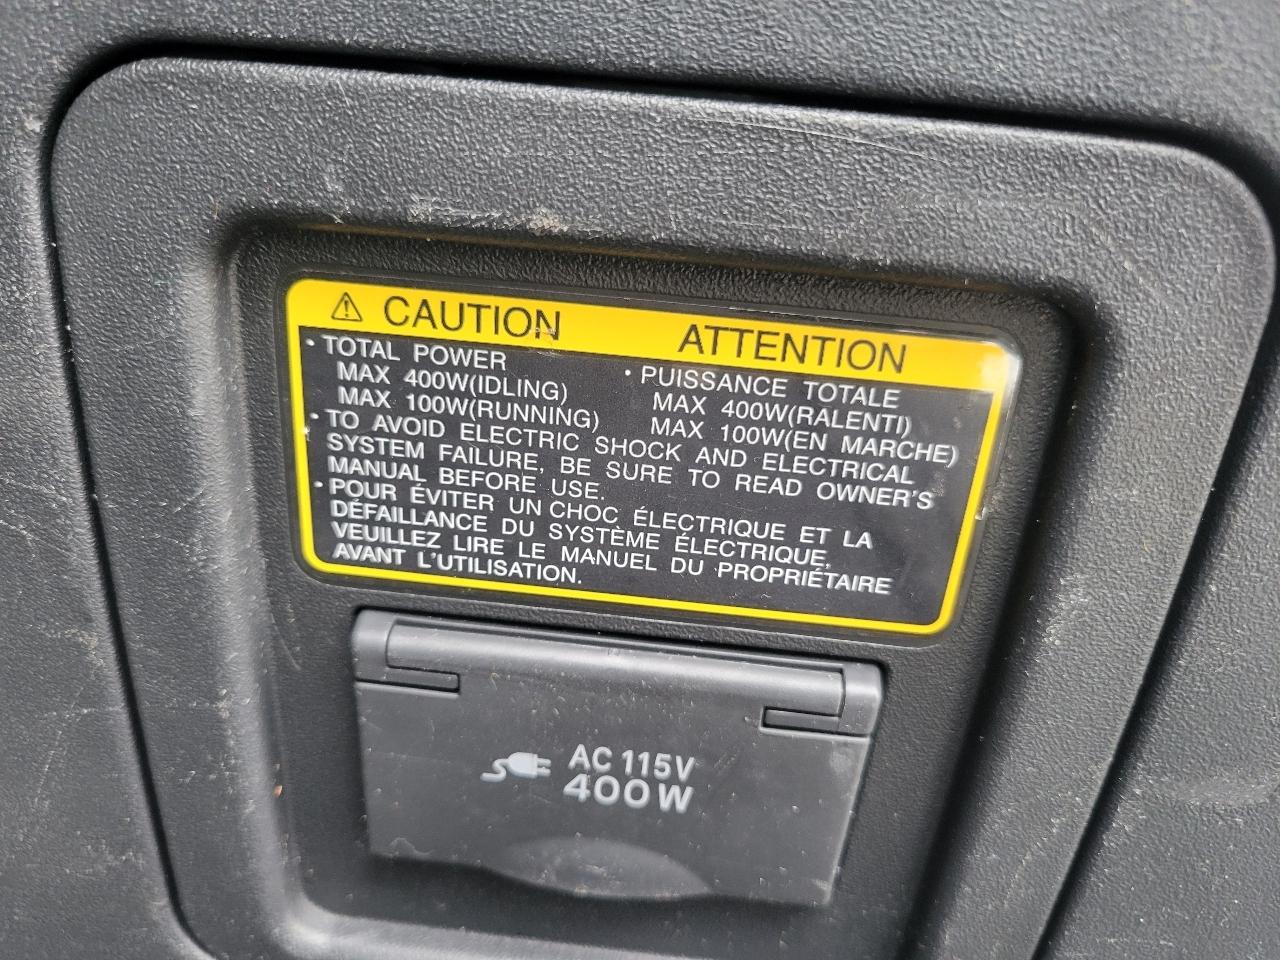 CAUTION ATTENTION
• TOTAL POWER
MAX 400W(IDLING)
MAX 100W(RUNNING)
• PUISSANCE TOTALE
MAX 400W(RALENTI)
MAX 100W(EN MARCHE)
• TO AVOID ELECTRIC SHOCK AND ELECTRICAL
SYSTEM FAILURE, BE SURE TO READ OWNER'S
MANUAL BEFORE USE.
• POUR ÉVITER UN CHOC ÉLECTRIQUE ET LA
DÉFAILLANCE DU SYSTÈME ÉLECTRIQUE,
VEUILLEZ LIRE LE MANUEL DU PROPRIÉTAIRE
AVANT L'UTILISATION.
AC 115V
400W